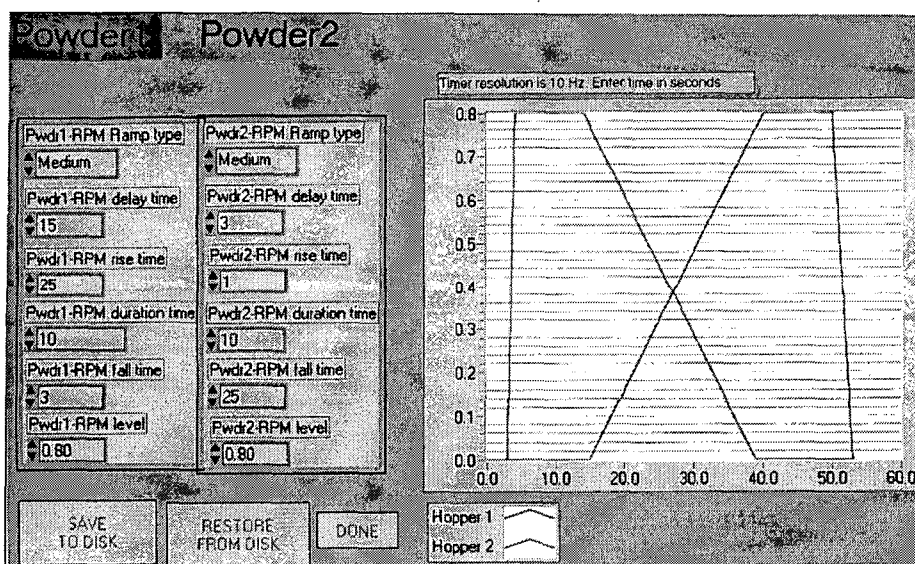 Powder1 Powder2
Timer resolution is 10 Hz. Enter time in seconds
Pwdr1-RPM Ramp type
Medium
Pwdr1-RPM delay time
15
Pwdr1-RPM rise time
25
Pwdr1-RPM duration time
10
Pwdr1-RPM fall time
3
Pwdr1-RPM level
0.80
Pwdr2-RPM Ramp type
Medium
Pwdr2-RPM delay time
3
Pwdr2-RPM rise time
1
Pwdr2-RPM duration time
10
Pwdr2-RPM fall time
25
Pwdr2-RPM level
0.80
0.8
0.7
0.6
0.5
0.4
0.3
0.2
0.1
0.0
0.0 10.0 20.0 30.0 40.0 50.0 60.0
SAVE
TO DISK
RESTORE
FROM DISK
DONE
Hopper 1
Hopper 2